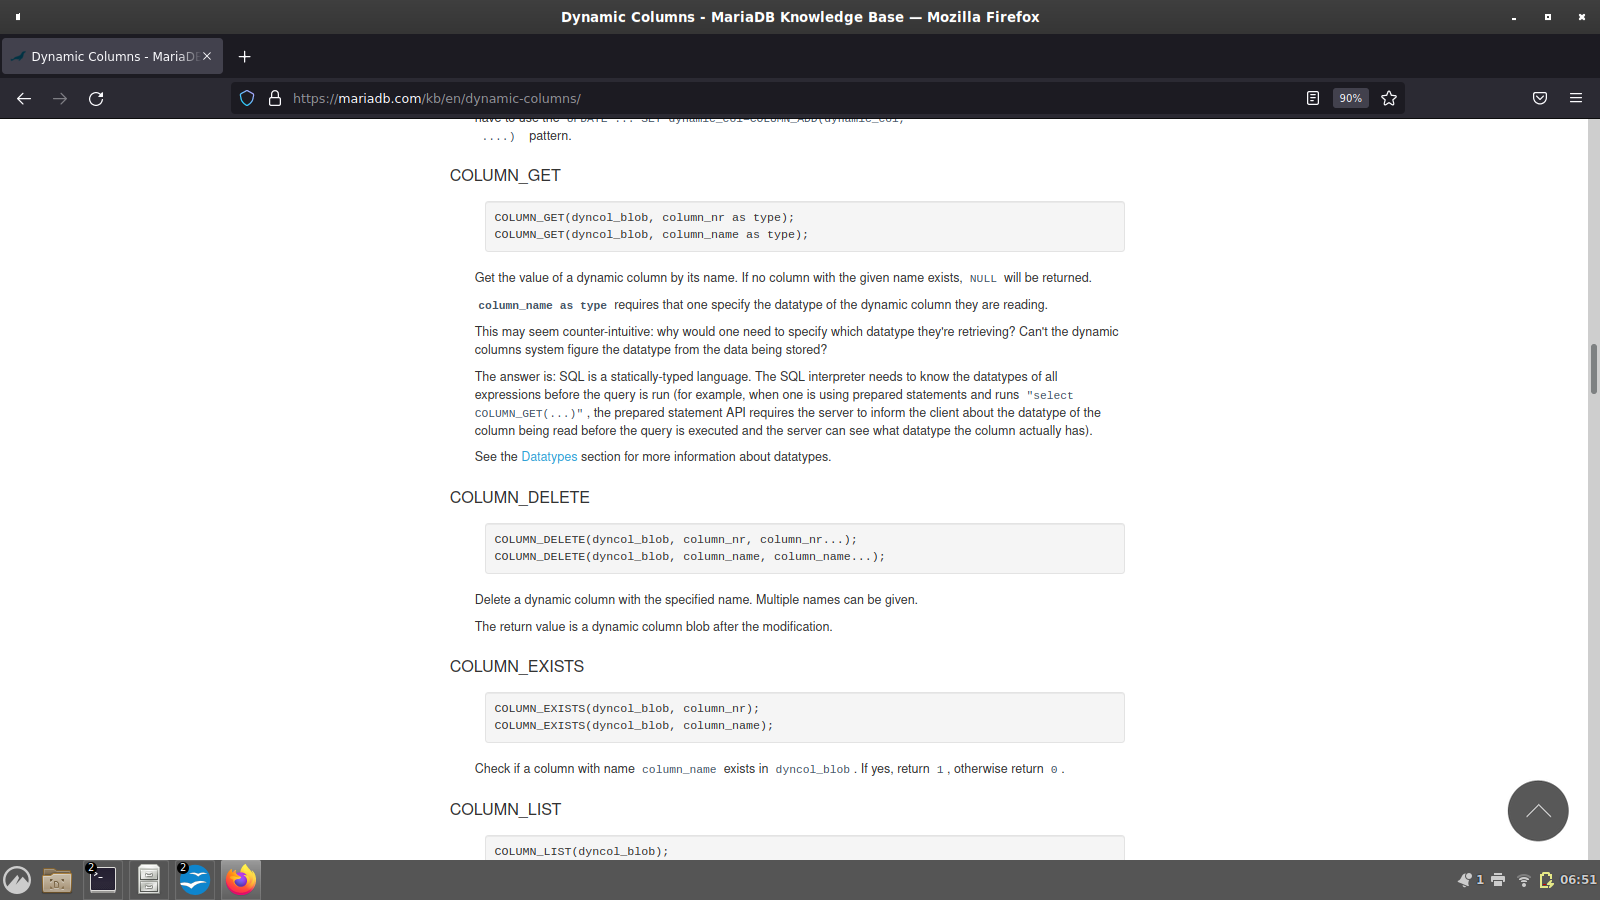 Dynamic Columns - MariaDB Knowledge Base — Mozilla Firefox
Dynamic Columns - MariaDB
https://mariadb.com/kb/en/dynamic-columns/
90%
have to use the UPDATE ... SET dynamic_col=COLUMN_ADD(dynamic_col,
....) pattern.
COLUMN_GET
COLUMN_GET(dyncol_blob, column_nr as type);
COLUMN_GET(dyncol_blob, column_name as type);
Get the value of a dynamic column by its name. If no column with the given name exists, NULL will be returned.
column_name as type requires that one specify the datatype of the dynamic column they are reading.
This may seem counter-intuitive: why would one need to specify which datatype they're retrieving? Can't the dynamic
columns system figure the datatype from the data being stored?
The answer is: SQL is a statically-typed language. The SQL interpreter needs to know the datatypes of all
expressions before the query is run (for example, when one is using prepared statements and runs "select
COLUMN_GET(...)", the prepared statement API requires the server to inform the client about the datatype of the
column being read before the query is executed and the server can see what datatype the column actually has).
See the Datatypes section for more information about datatypes.
COLUMN_DELETE
COLUMN_DELETE(dyncol_blob, column_nr, column_nr...);
COLUMN_DELETE(dyncol_blob, column_name, column_name...);
Delete a dynamic column with the specified name. Multiple names can be given.
The return value is a dynamic column blob after the modification.
COLUMN_EXISTS
COLUMN_EXISTS(dyncol_blob, column_nr);
COLUMN_EXISTS(dyncol_blob, column_name);
Check if a column with name column_name exists in dyncol_blob. If yes, return 1, otherwise return 0.
COLUMN_LIST
COLUMN_LIST(dyncol_blob);
2
2
1
06:51